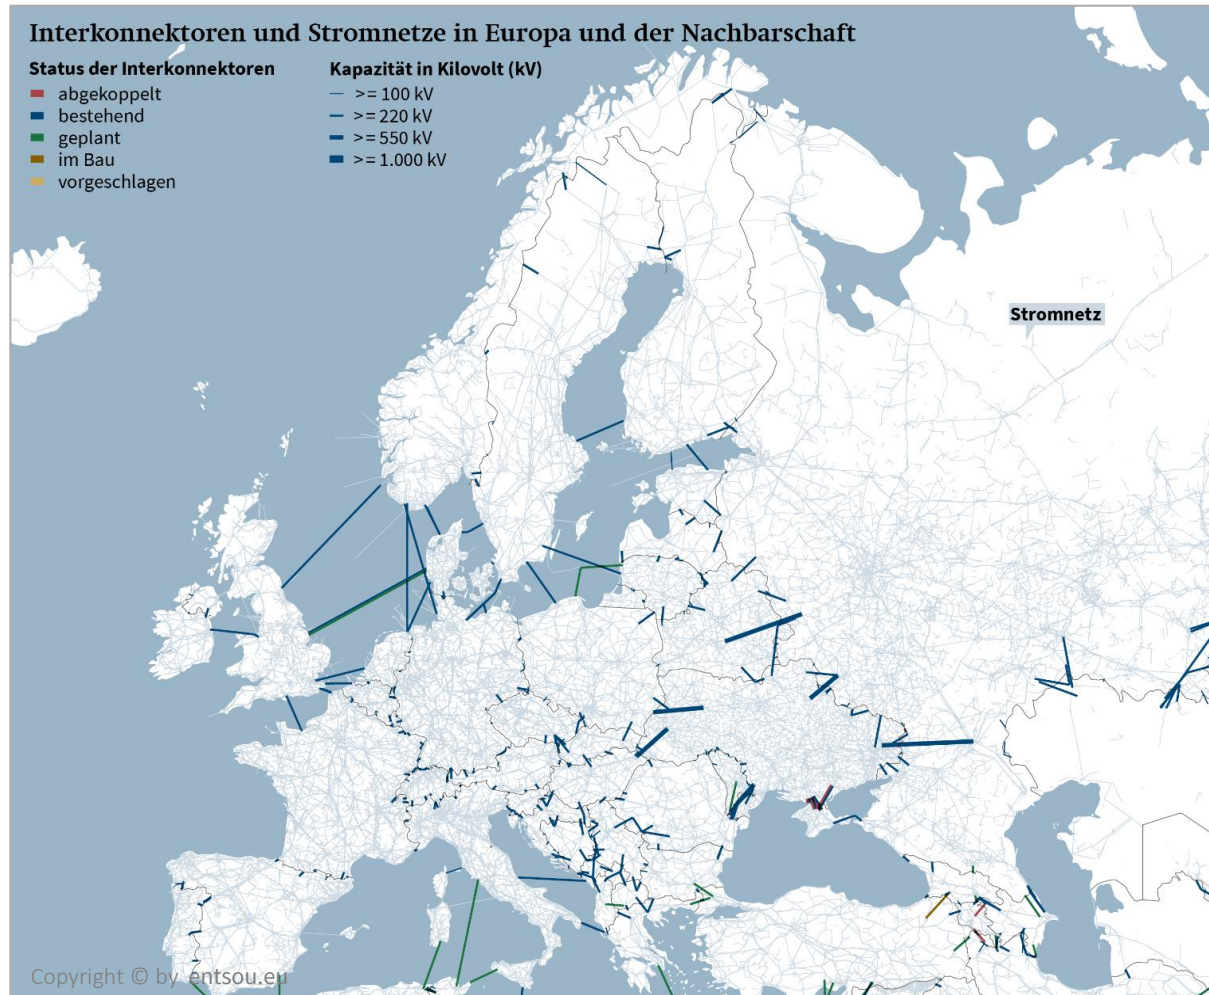 Interkonnektoren und Stromnetze in Europa und der Nachbarschaft
Status der Interkonnektoren
abgekoppelt
bestehend
geplant
im Bau
vorgeschlagen
Kapazität in Kilovolt (kV)
>= 100 kV
>= 220 kV
>= 550 kV
>= 1.000 kV
Stromnetz
Copyright © by entsou.eu